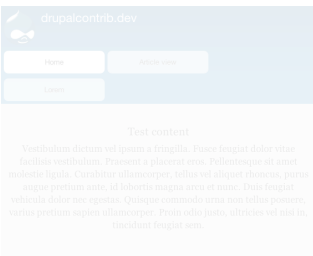 drupalcontrib.dev
Home
Test content
Vestibulum dictum vel ipsum a fringilla. Fusce feugiat dolor vitae
facilisis vestibulum. Praesent a placerat eros. Pellentesque sit amet
molestie ligula. Curabitur ullamcorper, tellus vel aliquet rhoncus, purus
augue pretium ante, id lobortis magna arcu et nunc. Duis feugiat
vehicula dolor nec egestas. Quisque commodo urna non tellus posuere,
varius pretium sapien ullamcorper. Proin odio justo, ultricies vel nisi in,
tincidunt feugiat sem.